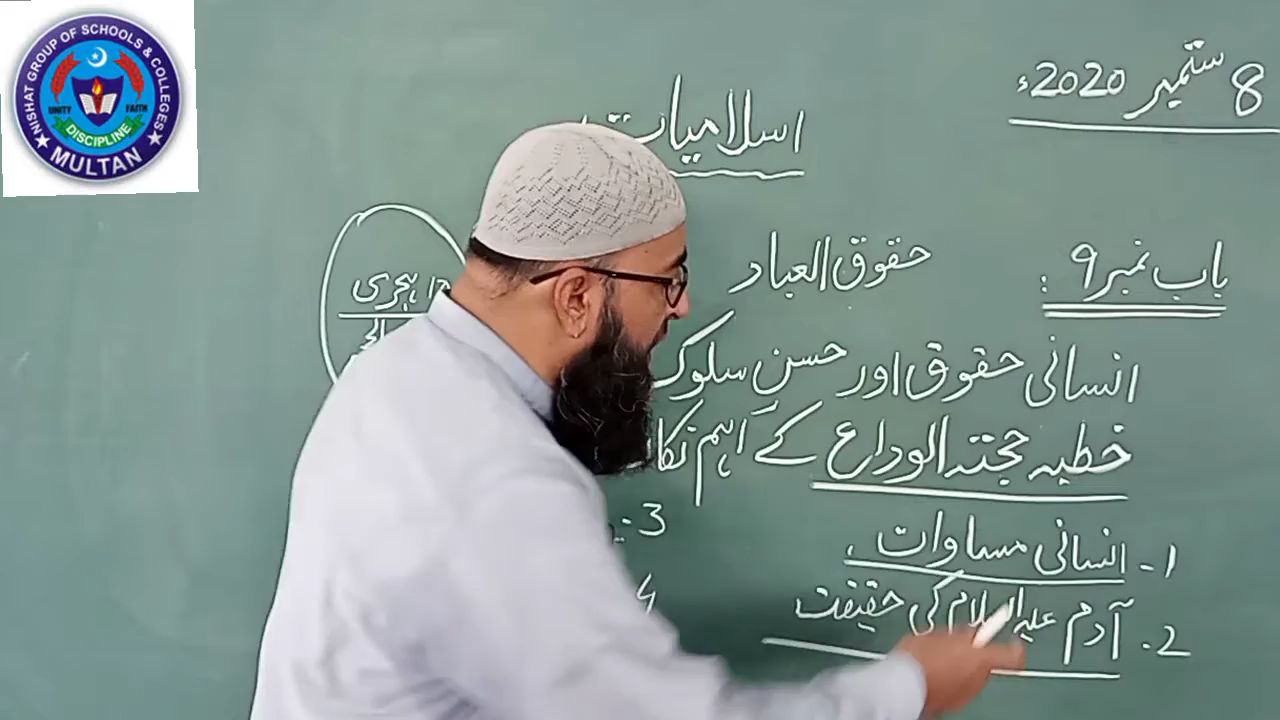 NISHAT GROUP OF SCHOOLS & COLLEGES
UNITY
FAITH
DISCIPLINE
MULTAN
8 ستمبر 2020ء
اسلامیات
باب نمبر 9 :
حقوق العباد
ہجری
انسانی حقوق اور حسنِ سلوک
خطبہ حجتہ الوداع کے اہم
1- انسانی مساوات
2- آدم علیہ السلام کی حقیقت
3-
4